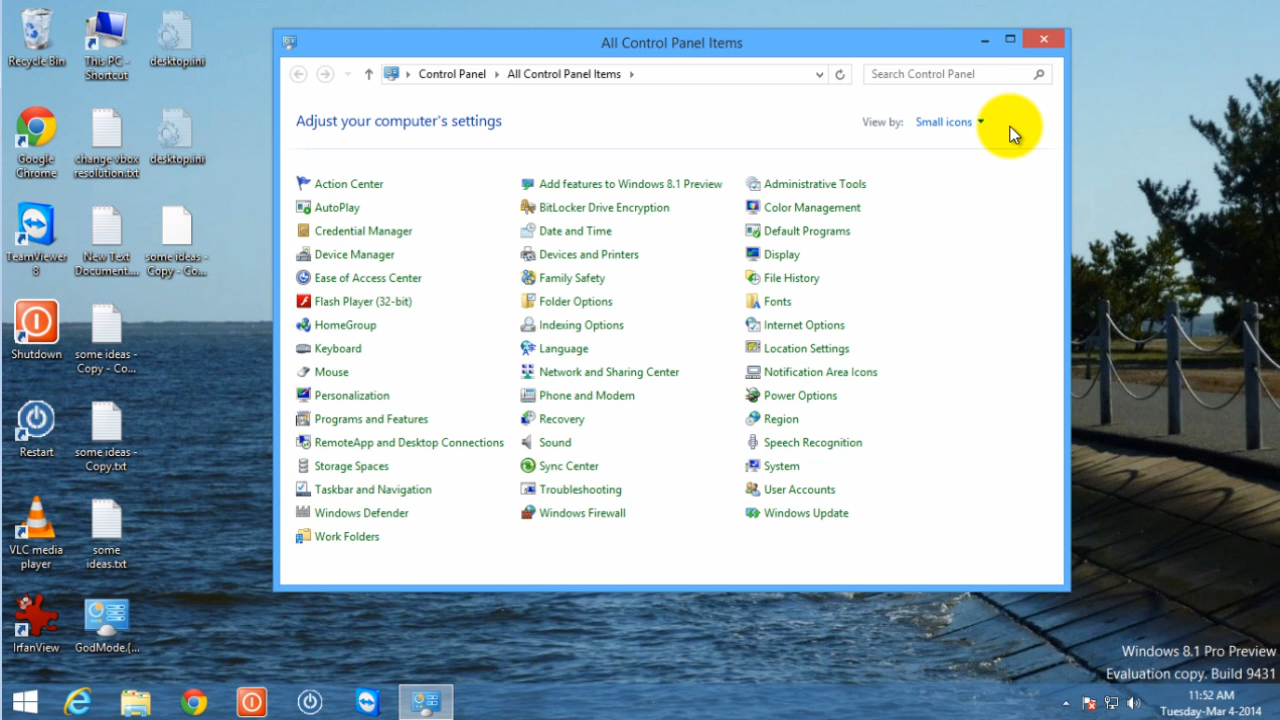 Recycle Bin
This PC -
Shortcut
desktop.ini
Google
Chrome
change vbox
resolution.txt
desktop.ini
TeamViewer
8
New Text
Document....
some ideas -
Copy - Co...
Shutdown
some ideas -
Copy - Co...
Restart
some ideas -
Copy.txt
VLC media
player
some
ideas.txt
IrfanView
GodMode.{...
All Control Panel Items
Control Panel
All Control Panel Items
Search Control Panel
Adjust your computer's settings
View by: Small icons
Action Center
Add features to Windows 8.1 Preview
Administrative Tools
AutoPlay
BitLocker Drive Encryption
Color Management
Credential Manager
Date and Time
Default Programs
Device Manager
Devices and Printers
Display
Ease of Access Center
Family Safety
File History
Flash Player (32-bit)
Folder Options
Fonts
HomeGroup
Indexing Options
Internet Options
Keyboard
Language
Location Settings
Mouse
Network and Sharing Center
Notification Area Icons
Personalization
Phone and Modem
Power Options
Programs and Features
Recovery
Region
RemoteApp and Desktop Connections
Sound
Speech Recognition
Storage Spaces
Sync Center
System
Taskbar and Navigation
Troubleshooting
User Accounts
Windows Defender
Windows Firewall
Windows Update
Work Folders
Windows 8.1 Pro Preview
Evaluation copy. Build 9431
11:52 AM
Tuesday-Mar 4-2014